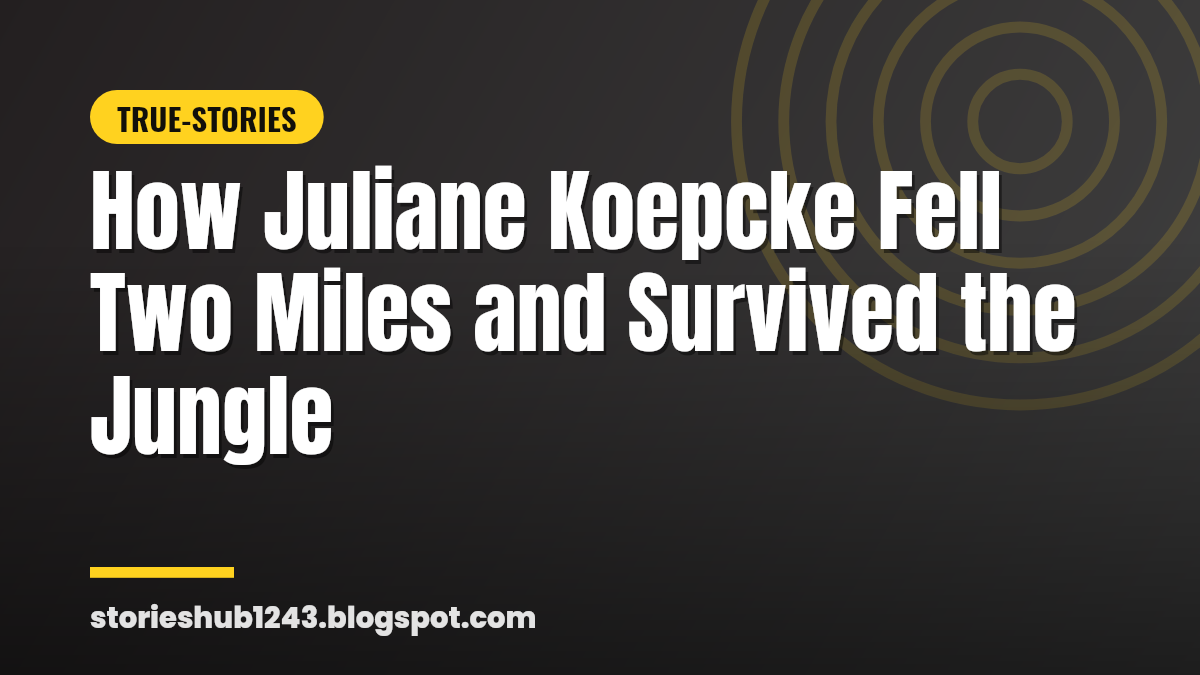 TRUE-STORIES
How Juliane Koepcke Fell
Two Miles and Survived the
Jungle
storieshub1243.blogspot.com